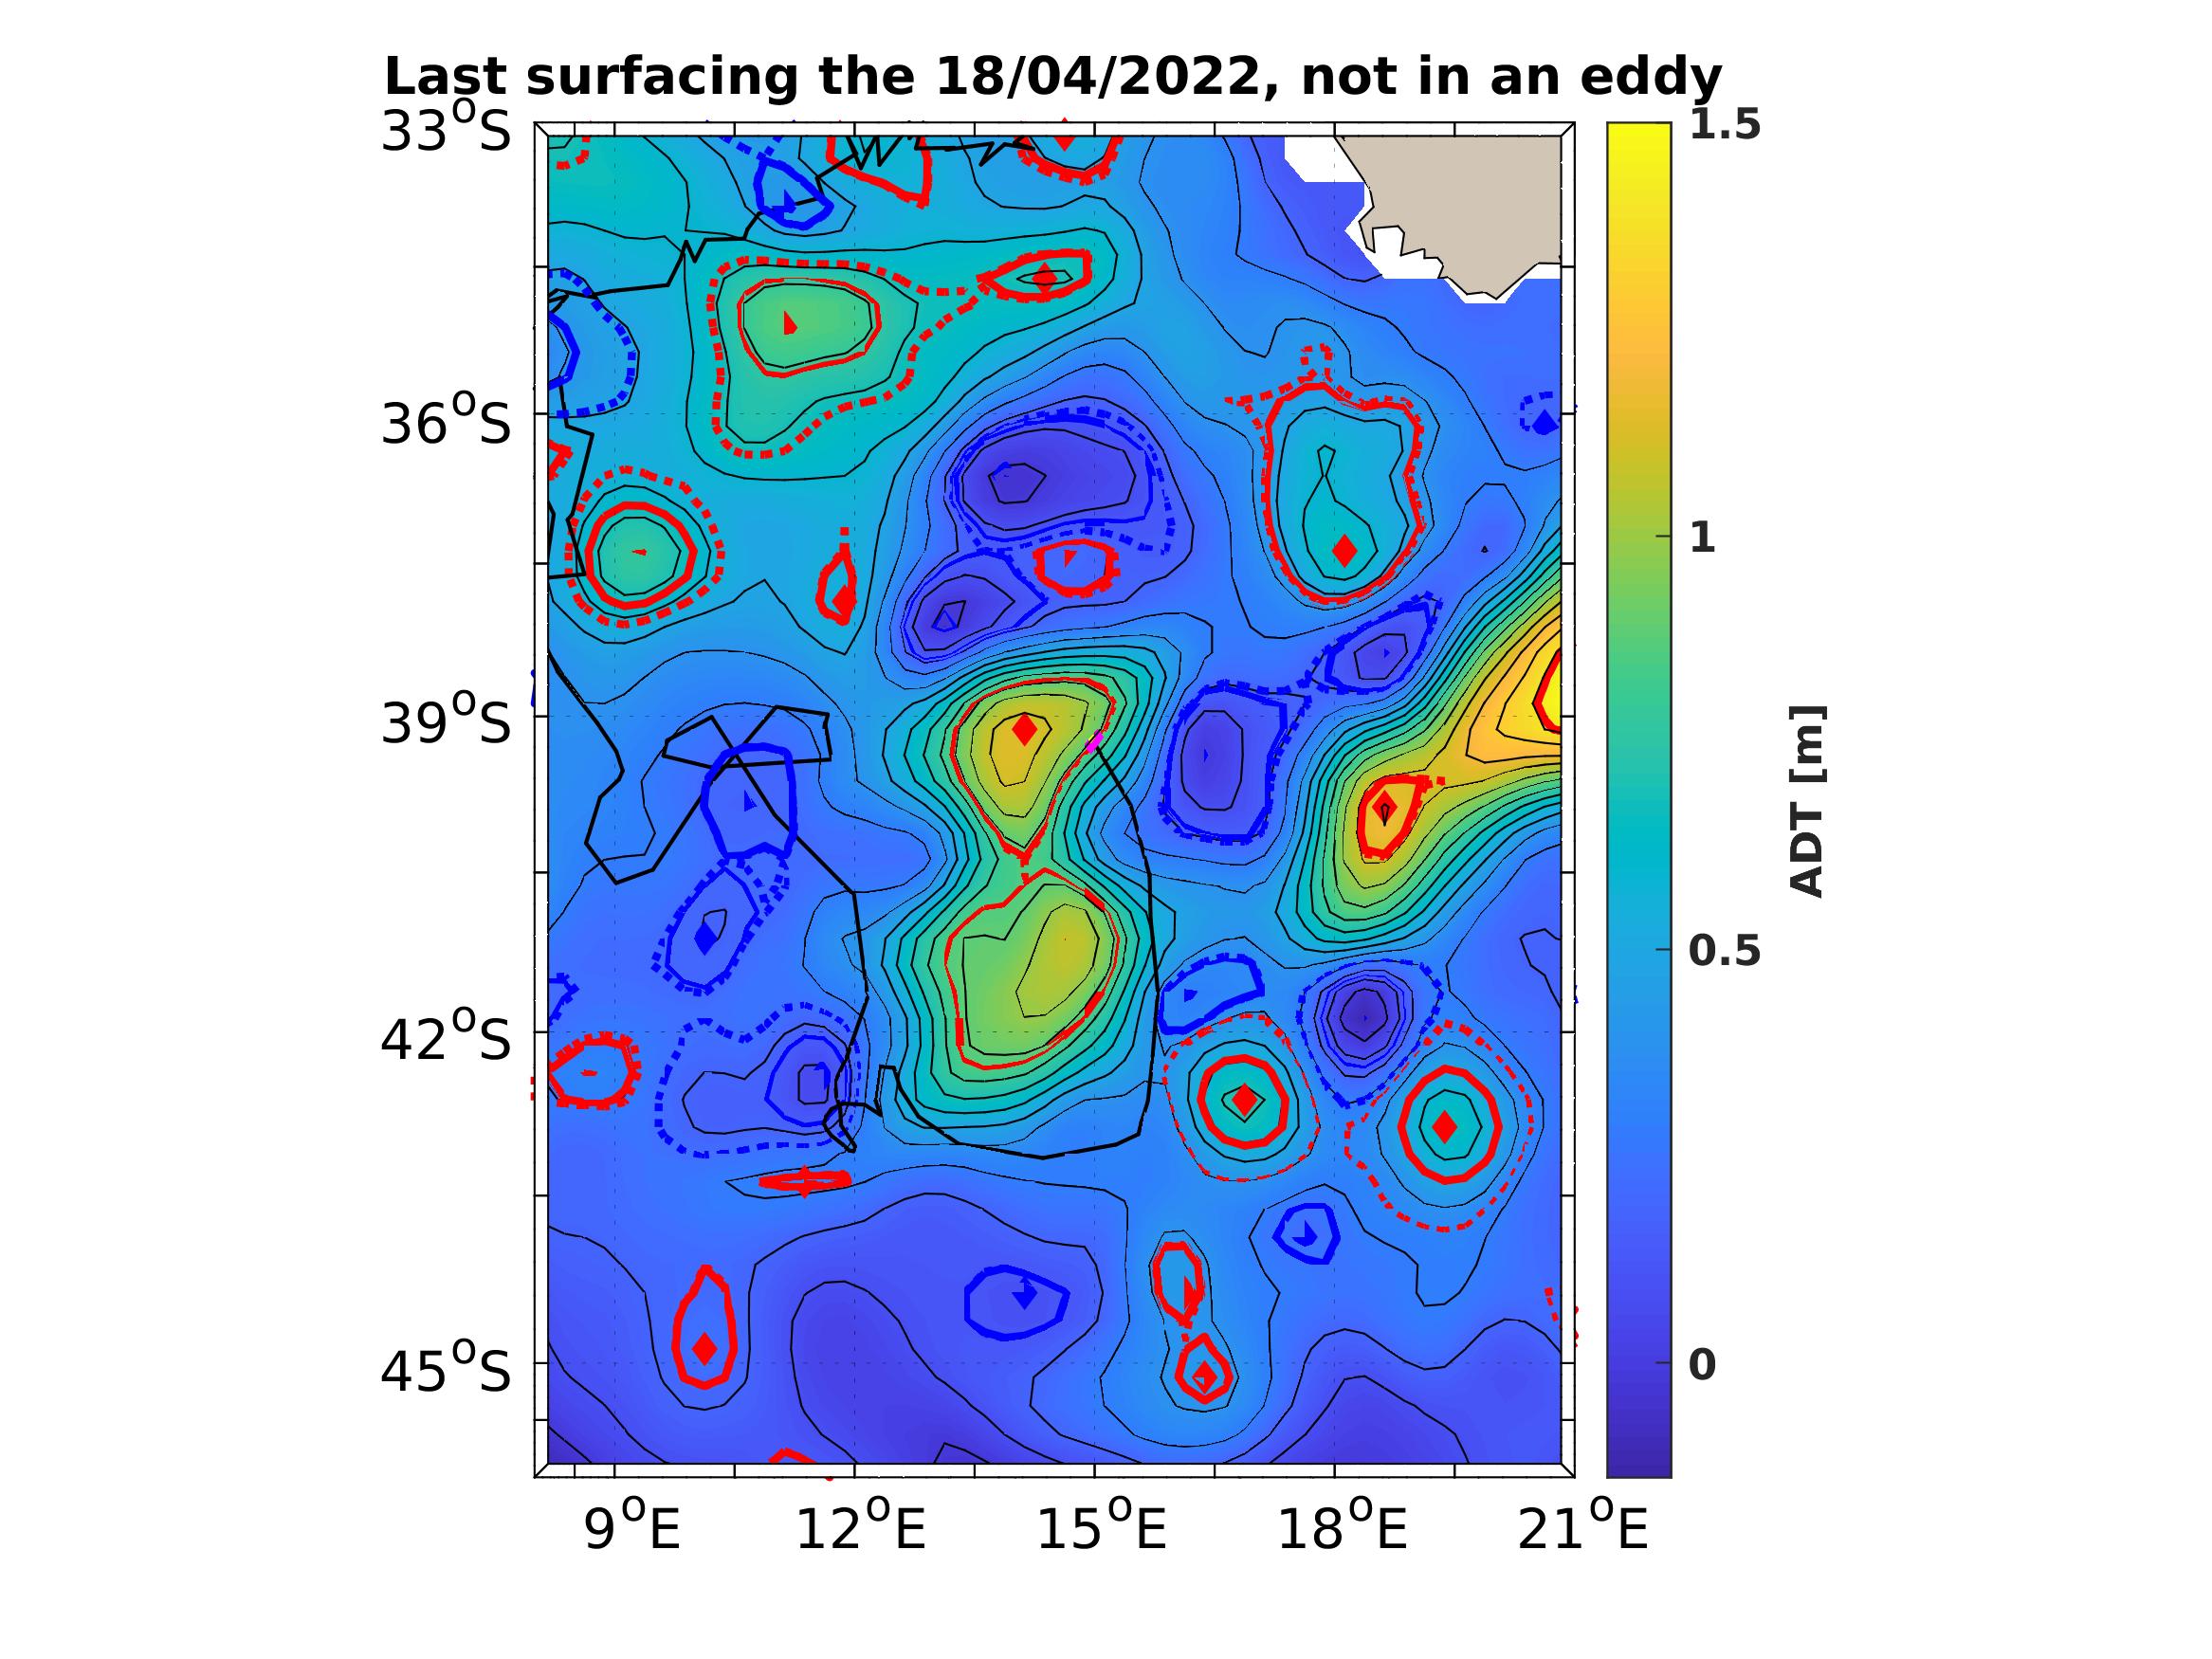 Last surfacing the 18/04/2022, not in an eddy
33°S
36°S
39°S
42°S
45°S
9°E
12°E
15°E
18°E
21°E
1.5
1
0.5
0
ADT [m]